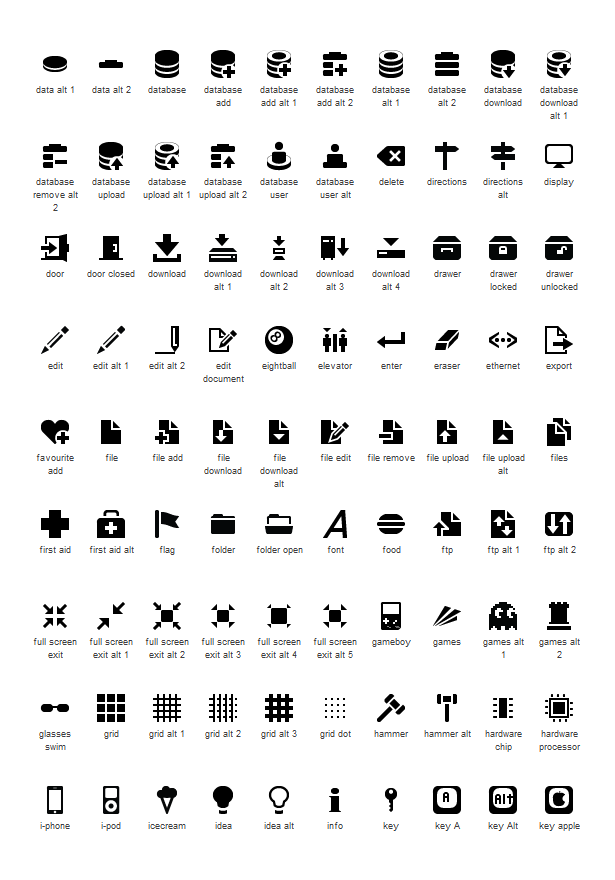 data alt 1 data alt 2 database database database database database database database database
add add alt 1 add alt 2 alt 1 alt 2 download download
alt 1
database database database database database database delete directions directions display
remove alt upload upload alt 1 upload alt 2 user user alt alt
2
door door closed download download download download download drawer drawer drawer
alt 1 alt 2 alt 3 alt 4 locked unlocked
edit edit alt 1 edit alt 2 edit eightball elevator enter eraser ethernet export
document
favourite file file add file file file edit file remove file upload file upload files
add download download alt
alt
first aid first aid alt flag folder folder open font food ftp ftp alt 1 ftp alt 2
full screen full screen full screen full screen full screen full screen gameboy games games alt games alt
exit exit alt 1 exit alt 2 exit alt 3 exit alt 4 exit alt 5 1 2
glasses grid grid alt 1 grid alt 2 grid alt 3 grid dot hammer hammer alt hardware hardware
swim chip processor
A Alt
i-phone i-pod icecream idea idea alt info key key A key Alt key apple